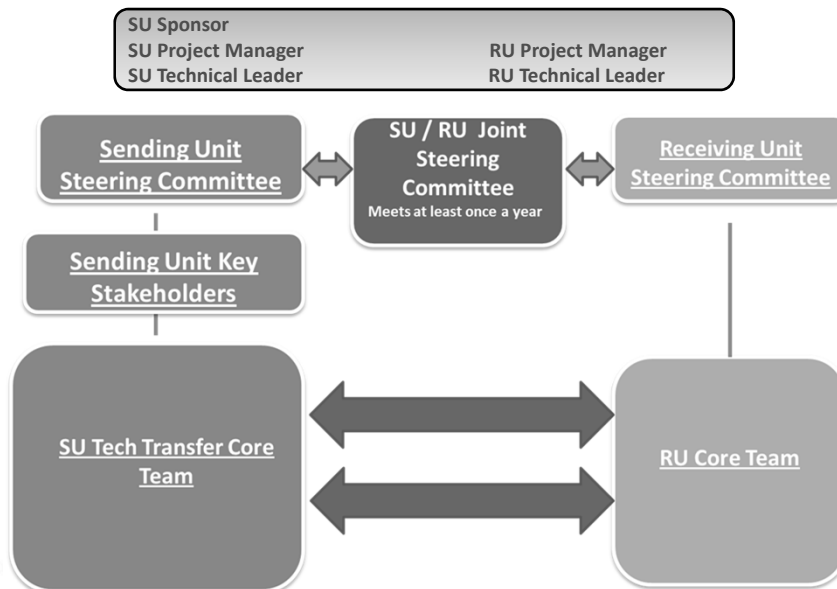 SU Sponsor
SU Project Manager
RU Project Manager
SU Technical Leader
RU Technical Leader
Sending Unit
Steering Committee
SU / RU Joint
Steering
Committee
Meets at least once a year
Receiving Unit
Steering Committee
Sending Unit Key
Stakeholders
SU Tech Transfer Core
Team
RU Core Team